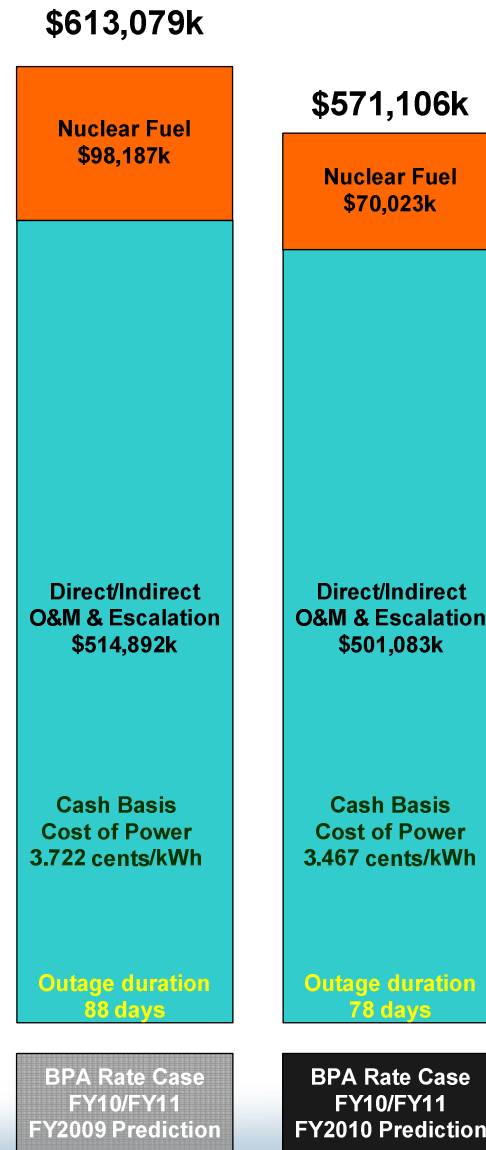 $613,079k
Nuclear Fuel
$98,187k
Direct/Indirect
O&M & Escalation
$514,892k
Cash Basis
Cost of Power
3.722 cents/kWh
Outage duration
88 days
BPA Rate Case
FY10/FY11
FY2009 Prediction
$571,106k
Nuclear Fuel
$70,023k
Direct/Indirect
O&M & Escalation
$501,083k
Cash Basis
Cost of Power
3.467 cents/kWh
Outage duration
78 days
BPA Rate Case
FY10/FY11
FY2010 Prediction